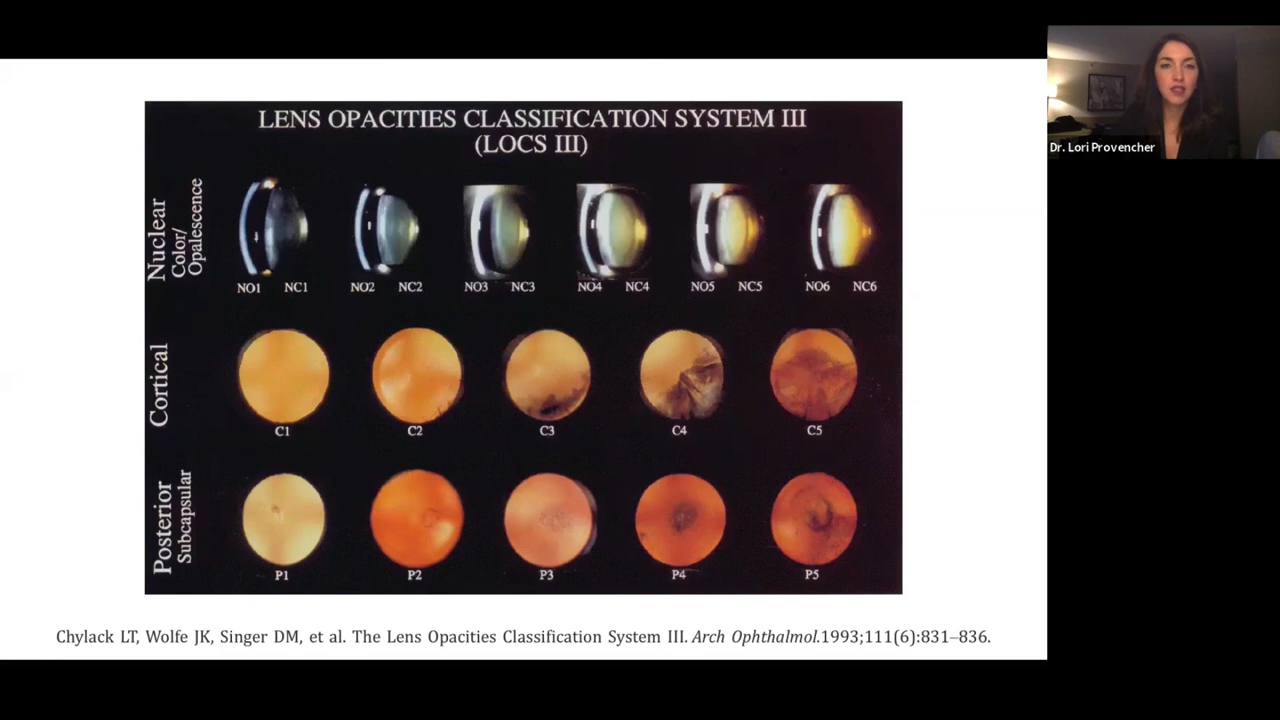 LENS OPACITIES CLASSIFICATION SYSTEM III
(LOCS III)
Nuclear
Color/
Opalescence
NO1 NC1 NO2 NC2 NO3 NC3 NO4 NC4 NO5 NC5 NO6 NC6
Cortical
C1 C2 C3 C4 C5
Posterior
Subcapsular
P1 P2 P3 P4 P5
Chylack LT, Wolfe JK, Singer DM, et al. The Lens Opacities Classification System III. Arch Ophthalmol.1993;111(6):831–836.
Dr. Lori Provencher